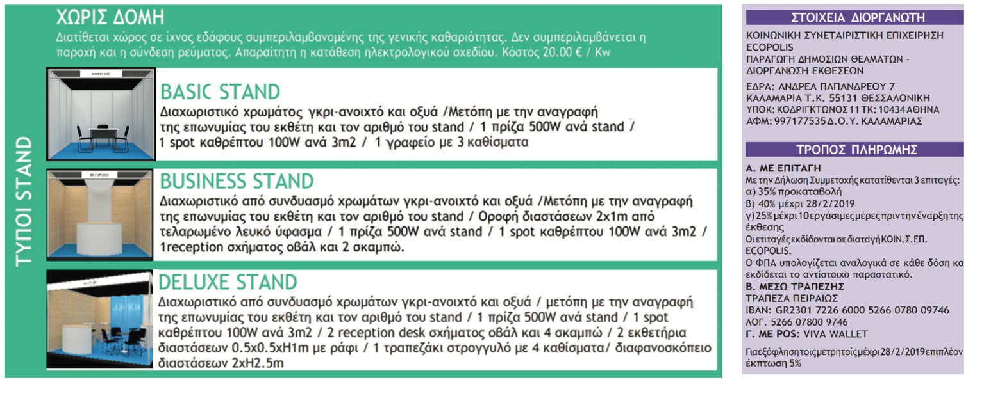 ΤΥΠΟΙ STAND
ΧΩΡΙΣ ΔΟΜΗ
Διατίθεται χώρος σε ίχνος εδάφους συμπεριλαμβανομένης της γενικής καθαριότητας. Δεν συμπεριλαμβάνεται η
παροχή και η σύνδεση ρεύματος. Απαραίτητη η κατάθεση ηλεκτρολογικού σχεδίου. Κόστος 20.00 € / Kw
BASIC STAND
Διαχωριστικό χρωμάτος γκρι-ανοιχτό και οξυά /Μετόπη με την αναγραφή
της επωνυμίας του εκθέτη και τον αριθμό του stand / 1 πρίζα 500W ανά stand /
1 spot καθρέπτου 100W ανά 3m2 / 1 γραφείο με 3 καθίσματα
BUSINESS STAND
Διαχωριστικό από συνδυασμό χρωμάτων γκρι-ανοιχτό και οξυά /Μετόπη με την αναγραφή
της επωνυμίας του εκθέτη και τον αριθμό του stand / Οροφή διαστάσεων 2x1m από
τελαρωμένο λευκό ύφασμα / 1 πρίζα 500W ανά stand / 1 spot καθρέπτου 100W ανά 3m2 /
1reception σχήματος οβάλ και 2 σκαμπώ.
DELUXE STAND
Διαχωριστικό από συνδυασμό χρωμάτων γκρι-ανοιχτό και οξυά / μετόπη με την αναγραφή
της επωνυμίας του εκθέτη και τον αριθμό του stand / 1 πρίζα 500W ανά stand / 1 spot
καθρέπτου 100W ανά 3m2 / 2 reception desk σχήματος οβάλ και 4 σκαμπώ / 2 εκθετήρια
διαστάσεων 0.5x0.5xH1m με ράφι / 1 τραπεζάκι στρογγυλό με 4 καθίσματα/ διαφανοσκόπειο
διαστάσεων 2xH2.5m
ΣΤΟΙΧΕΙΑ ΔΙΟΡΓΑΝΩΤΗ
ΚΟΙΝΩΝΙΚΗ ΣΥΝΕΤΑΙΡΙΣΤΙΚΗ ΕΠΙΧΕΙΡΗΣΗ
ECOPOLIS
ΠΑΡΑΓΩΓΗ ΔΗΜΟΣΙΩΝ ΘΕΑΜΑΤΩΝ -
ΔΙΟΡΓΑΝΩΣΗ ΕΚΘΕΣΕΩΝ
ΕΔΡΑ: ΑΝΔΡΕΑ ΠΑΠΑΝΔΡΕΟΥ 7
ΚΑΛΑΜΑΡΙΑ Τ.Κ. 55131 ΘΕΣΣΑΛΟΝΙΚΗ
ΥΠΟΚ: ΚΟΔΡΙΓΚΤΩΝΟΣ 11 ΤΚ: 10434 ΑΘΗΝΑ
ΑΦΜ: 997177535 Δ.Ο.Υ. ΚΑΛΑΜΑΡΙΑΣ
ΤΡΟΠΟΣ ΠΛΗΡΩΜΗΣ
Α. ΜΕ ΕΠΙΤΑΓΗ
Με την Δήλωση Συμμετοχής κατατίθενται 3 επιταγές:
α) 35% προκαταβολή
β) 40% μέχρι 28/2/2019
γ) 25% μέχρι 10 εργάσιμες μέρες πριν την έναρξη της
έκθεσης
Οι επιταγές εκδίδονται σε διαταγή ΚΟΙΝ.Σ.ΕΠ.
ECOPOLIS.
Ο ΦΠΑ υπολογίζεται αναλογικά σε κάθε δόση κα
εκδίδεται το αντίστοιχο παραστατικό.
Β. ΜΕΣΩ ΤΡΑΠΕΖΗΣ
ΤΡΑΠΕΖΑ ΠΕΙΡΑΙΩΣ
IBAN: GR2301 7226 6000 5266 0780 09746
ΛΟΓ. 5266 07800 9746
Γ. ΜΕ POS: VIVA WALLET
Για εξόφληση τοις μετρητοίς μέχρι 28/2/2019 επιπλέον
έκπτωση 5%